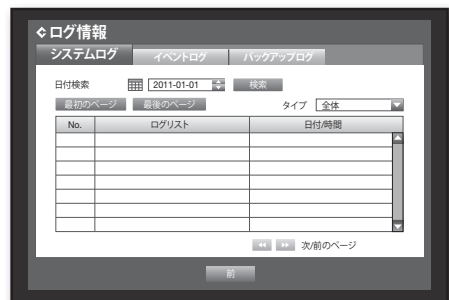 ログ情報
システムログ イベントログ バックアップログ
日付検索 2011-01-01 検索
最初のページ 最後のページ タイプ 全体
No. ログリスト 日付/時間
次/前のページ
前